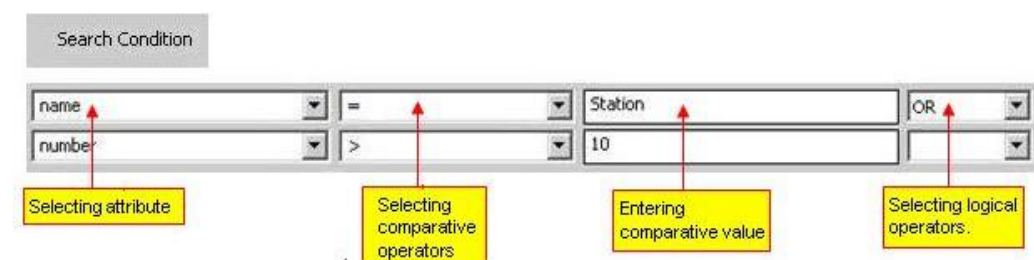 Search Condition
name = Station OR
number > 10
Selecting attribute
Selecting
comparative
operators
Entering
comparative value
Selecting logical
operators.